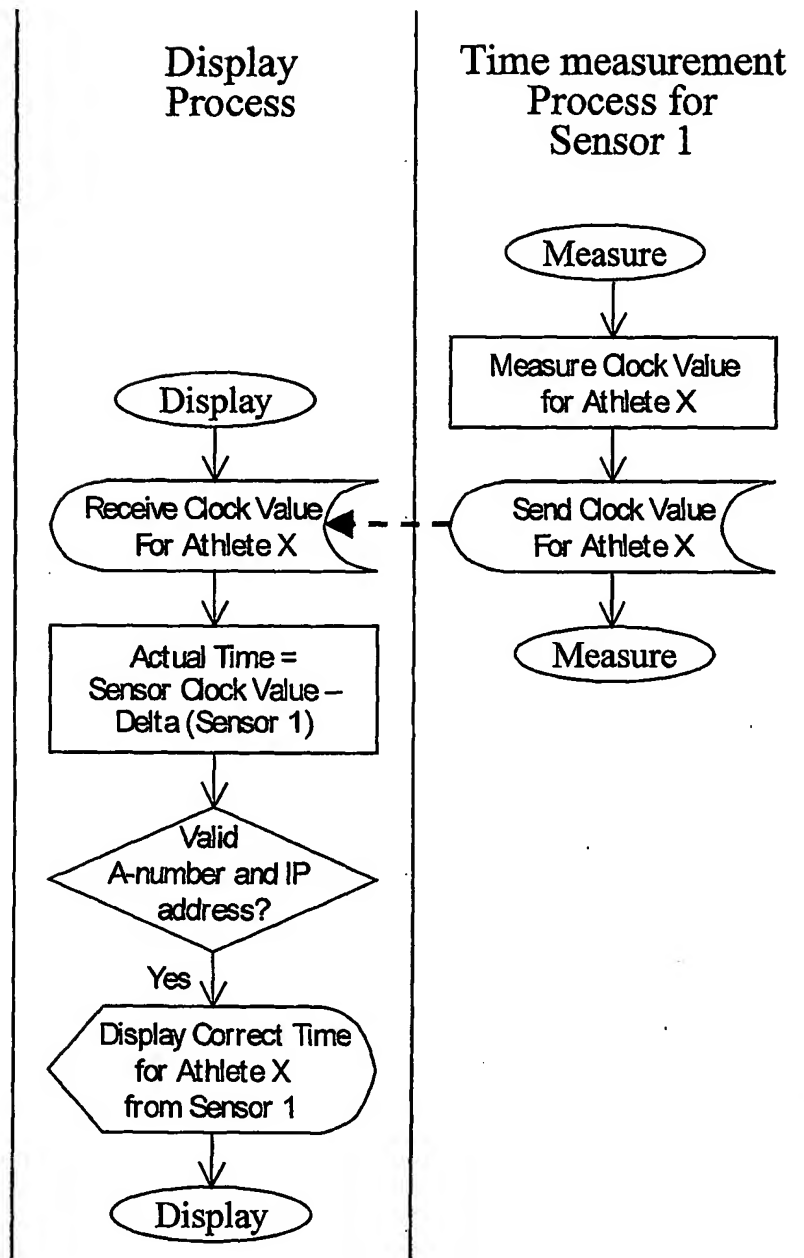 Display
Process
Time measurement
Process for
Sensor 1
Measure
Measure Clock Value
for Athlete X
Send Clock Value
For Athlete X
Measure
Display
Receive Clock Value
For Athlete X
Actual Time =
Sensor Clock Value –
Delta (Sensor 1)
Valid
A-number and IP
address?
Yes
Display Correct Time
for Athlete X
from Sensor 1
Display